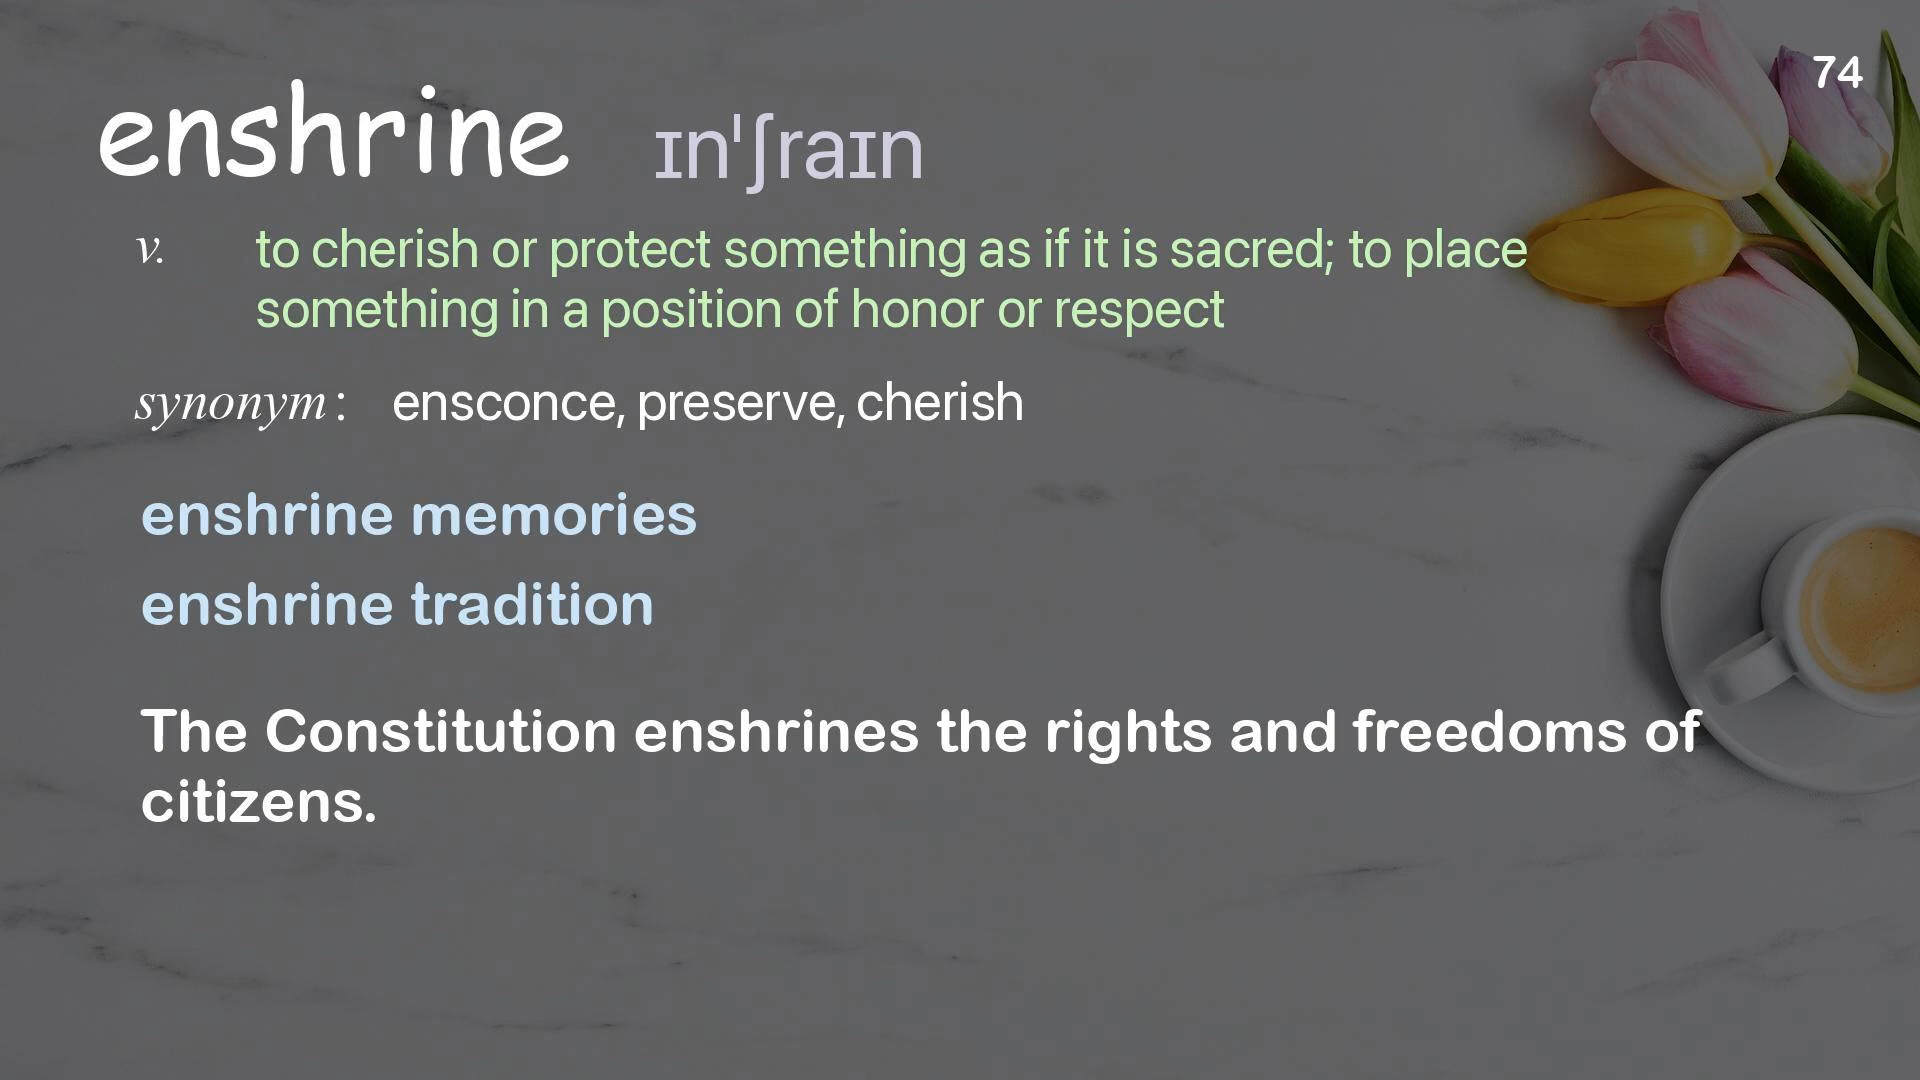 74
enshrine ɪnˈʃraɪn
v. to cherish or protect something as if it is sacred; to place
something in a position of honor or respect
synonym : ensconce, preserve, cherish
enshrine memories
enshrine tradition
The Constitution enshrines the rights and freedoms of
citizens.